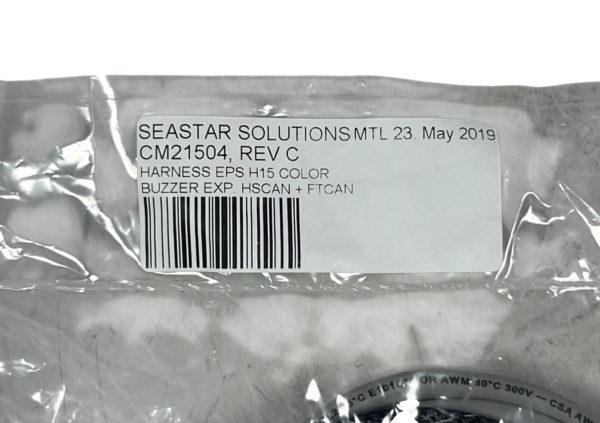 SEASTAR SOLUTIONS MTL 23. May 2019
CM21504, REV C
HARNESS EPS H15 COLOR
BUZZER EXP. HSCAN + FTCAN
OR AWM 80°C 300V — CSA AW